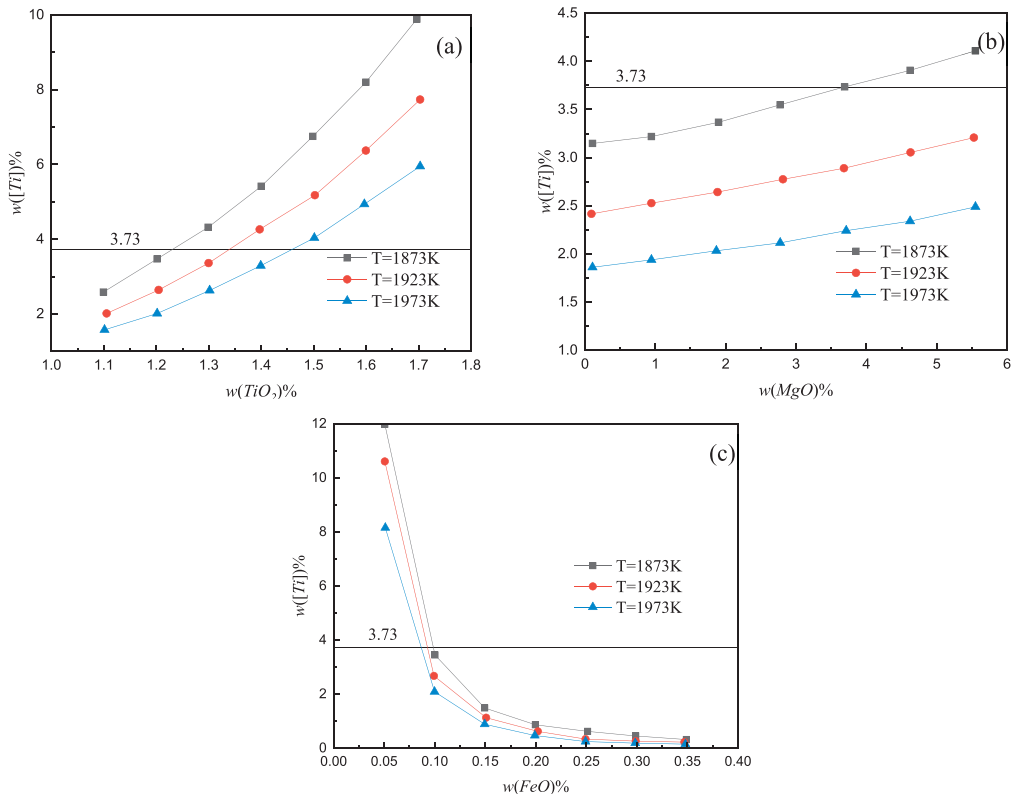 (a)
w([Ti])%
10
8
6
4
2
3.73
T=1873K
T=1923K
T=1973K
1.0 1.1 1.2 1.3 1.4 1.5 1.6 1.7 1.8
w(TiO2)%
(b)
w([Ti])%
4.5
4.0
3.5
3.0
2.5
2.0
1.5
1.0
3.73
T=1873K
T=1923K
T=1973K
0 1 2 3 4 5 6
w(MgO)%
(c)
w([Ti])%
12
10
8
6
4
2
0
3.73
T=1873K
T=1923K
T=1973K
0.00 0.05 0.10 0.15 0.20 0.25 0.30 0.35 0.40
w(FeO)%